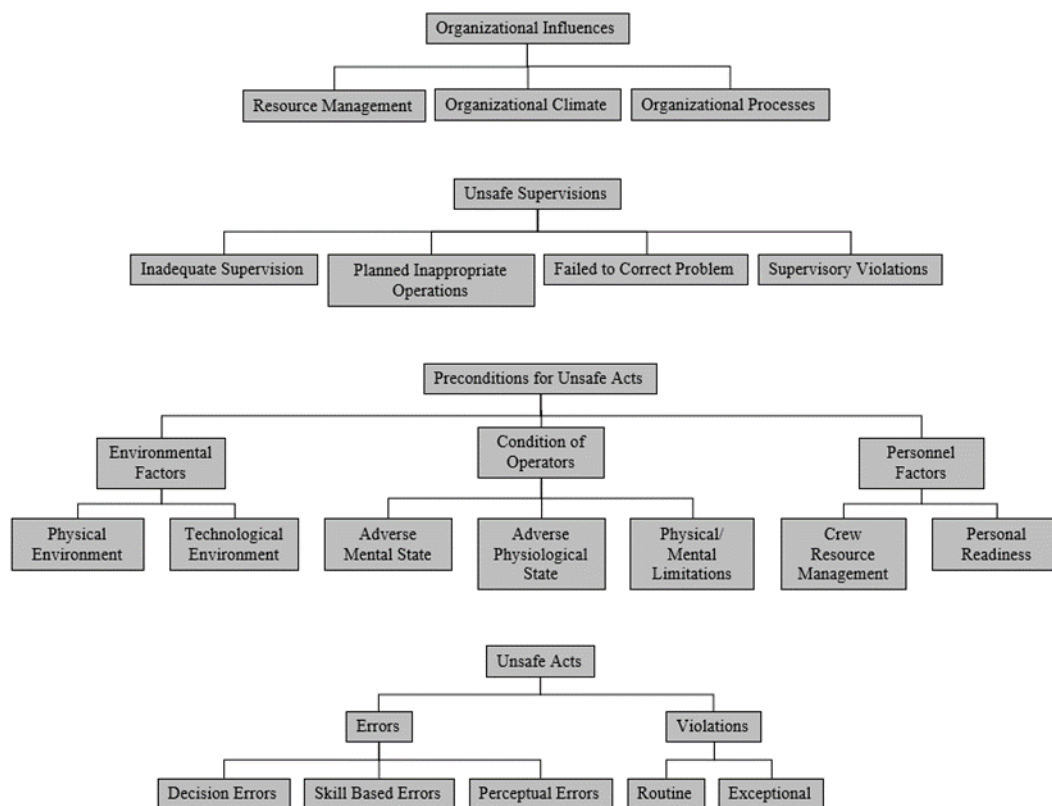 Organizational Influences
Resource Management
Organizational Climate
Organizational Processes
Unsafe Supervisions
Inadequate Supervision
Planned Inappropriate
Operations
Failed to Correct Problem
Supervisory Violations
Preconditions for Unsafe Acts
Environmental
Factors
Condition of
Operators
Personnel
Factors
Physical
Environment
Technological
Environment
Adverse
Mental State
Adverse
Physiological
State
Physical/
Mental
Limitations
Crew
Resource
Management
Personal
Readiness
Unsafe Acts
Errors
Violations
Decision Errors
Skill Based Errors
Perceptual Errors
Routine
Exceptional